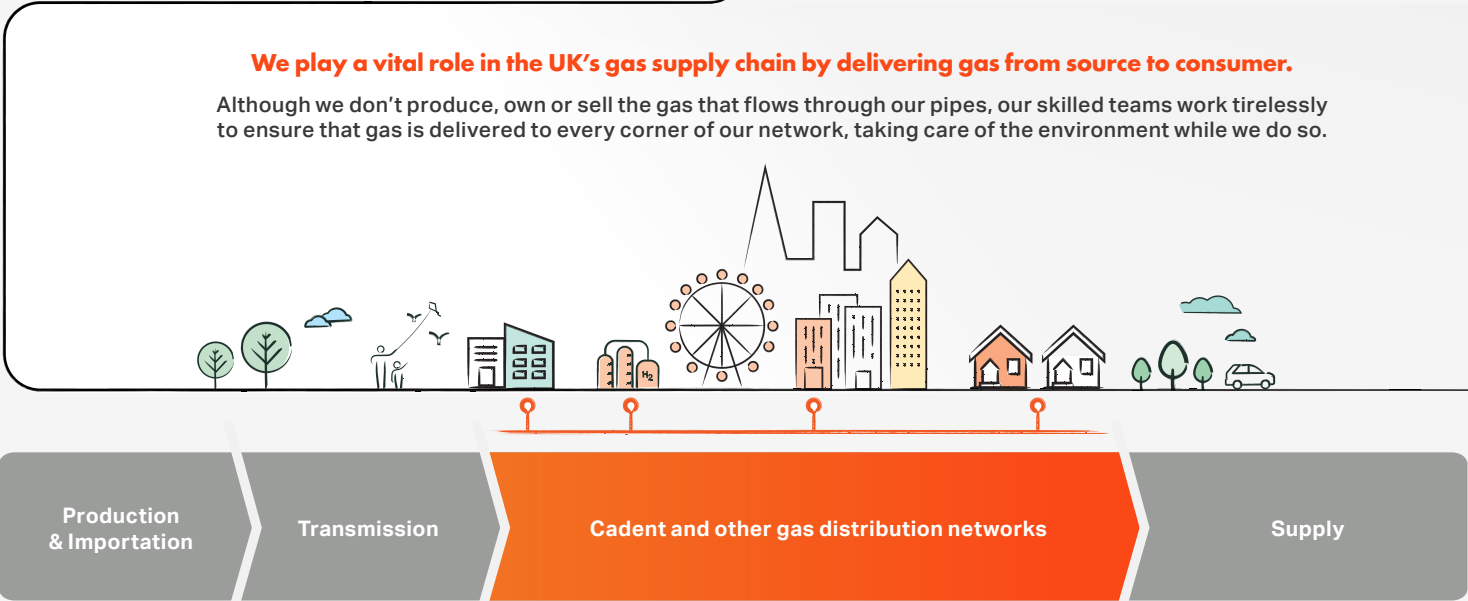 We play a vital role in the UK’s gas supply chain by delivering gas from source to consumer.
Although we don’t produce, own or sell the gas that flows through our pipes, our skilled teams work tirelessly
to ensure that gas is delivered to every corner of our network, taking care of the environment while we do so.
H2
Production
& Importation
Transmission
Cadent and other gas distribution networks
Supply